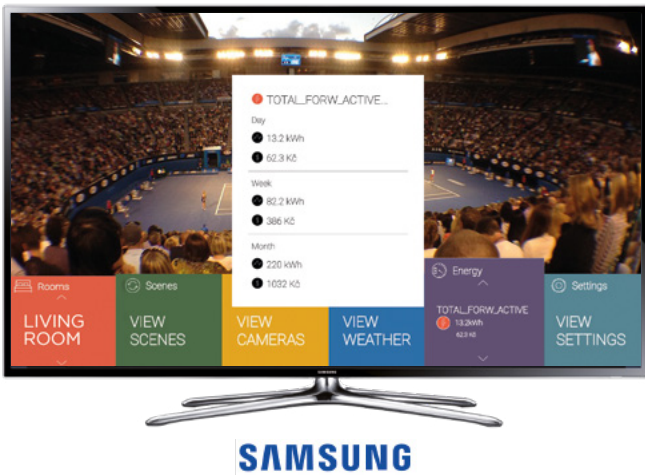 TOTAL_FORW_ACTIVE...
Day
13.2 kWh
62.3 Kč
Week
82.2 kWh
386 Kč
Month
220 kWh
1032 Kč
Rooms
LIVING
ROOM
Scenes
VIEW
SCENES
VIEW
CAMERAS
VIEW
WEATHER
Energy
TOTAL_FORW_ACTIVE
13.2kWh
62.3 Kč
Settings
VIEW
SETTINGS
SAMSUNG
SAMSUNG